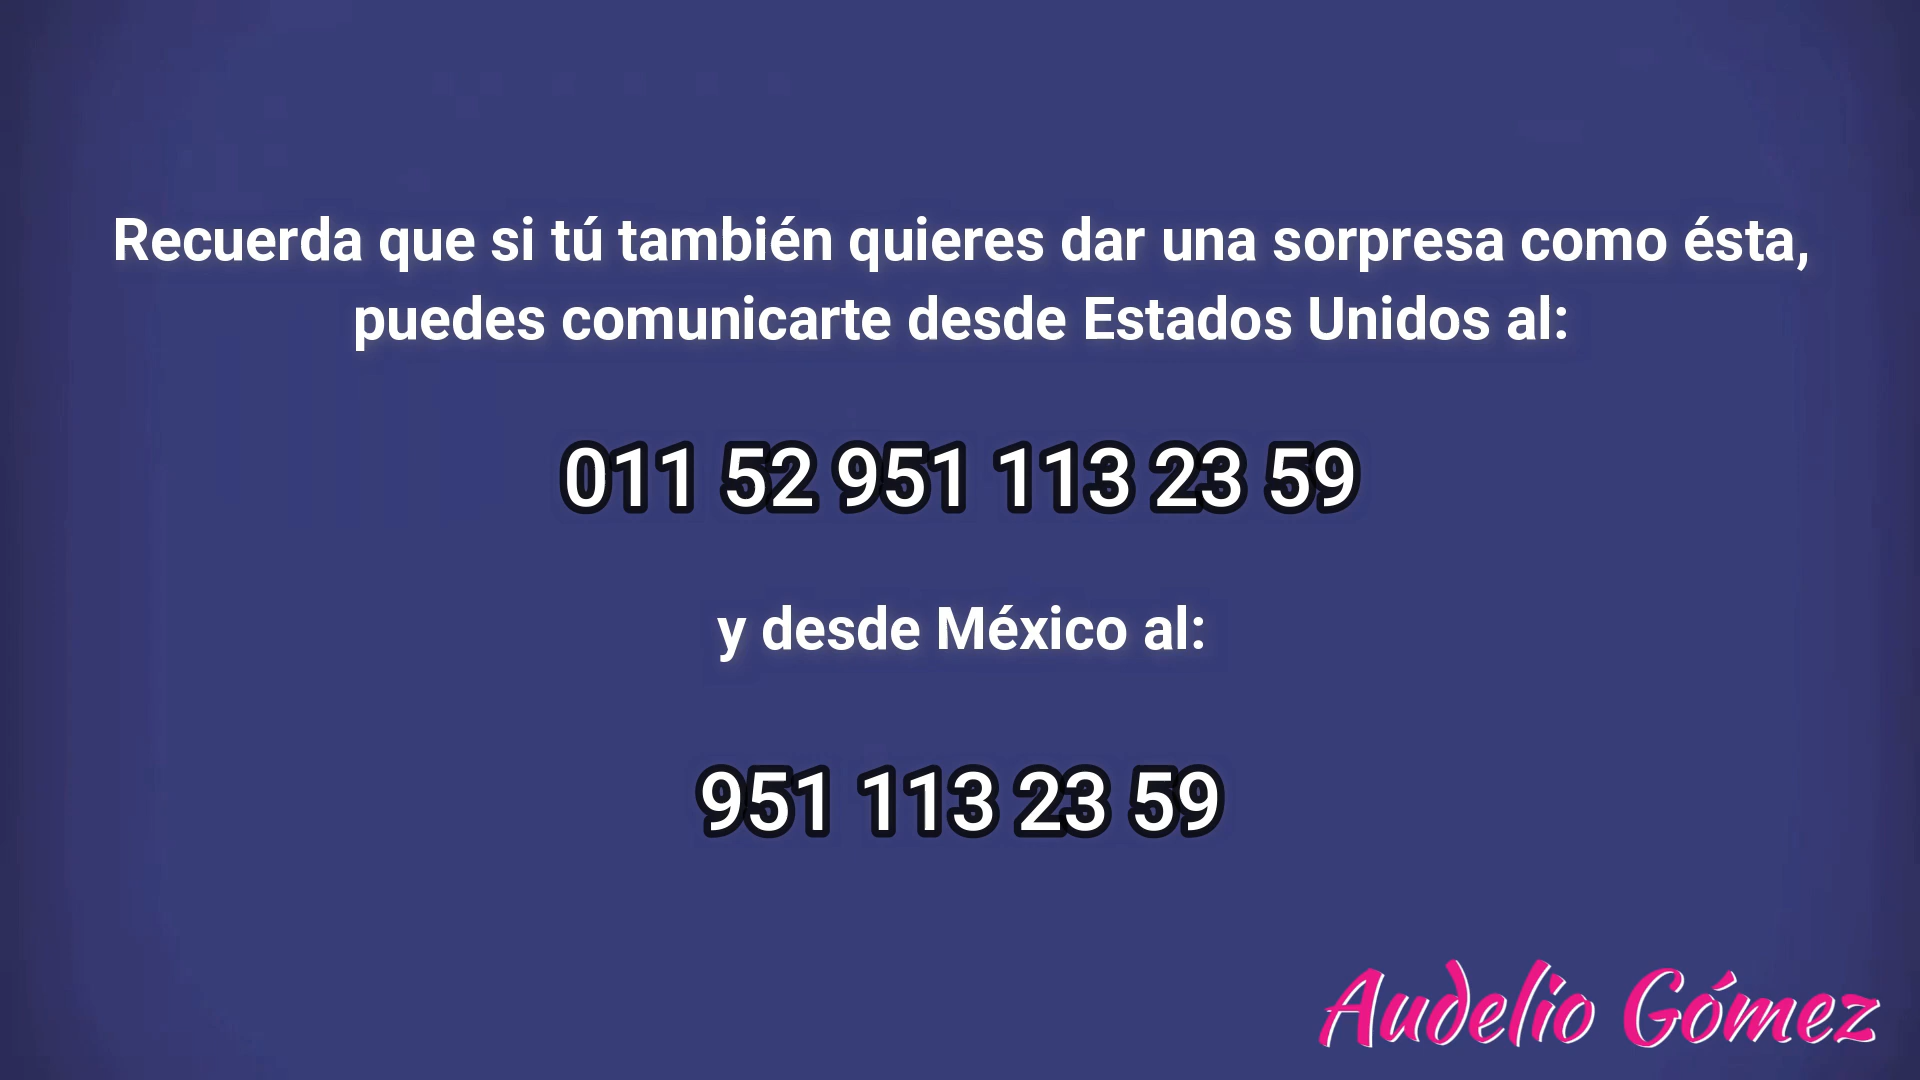 Recuerda que si tú también quieres dar una sorpresa como ésta,
puedes comunicarte desde Estados Unidos al:
011 52 951 113 23 59
y desde México al:
951 113 23 59
Audelio Gómez